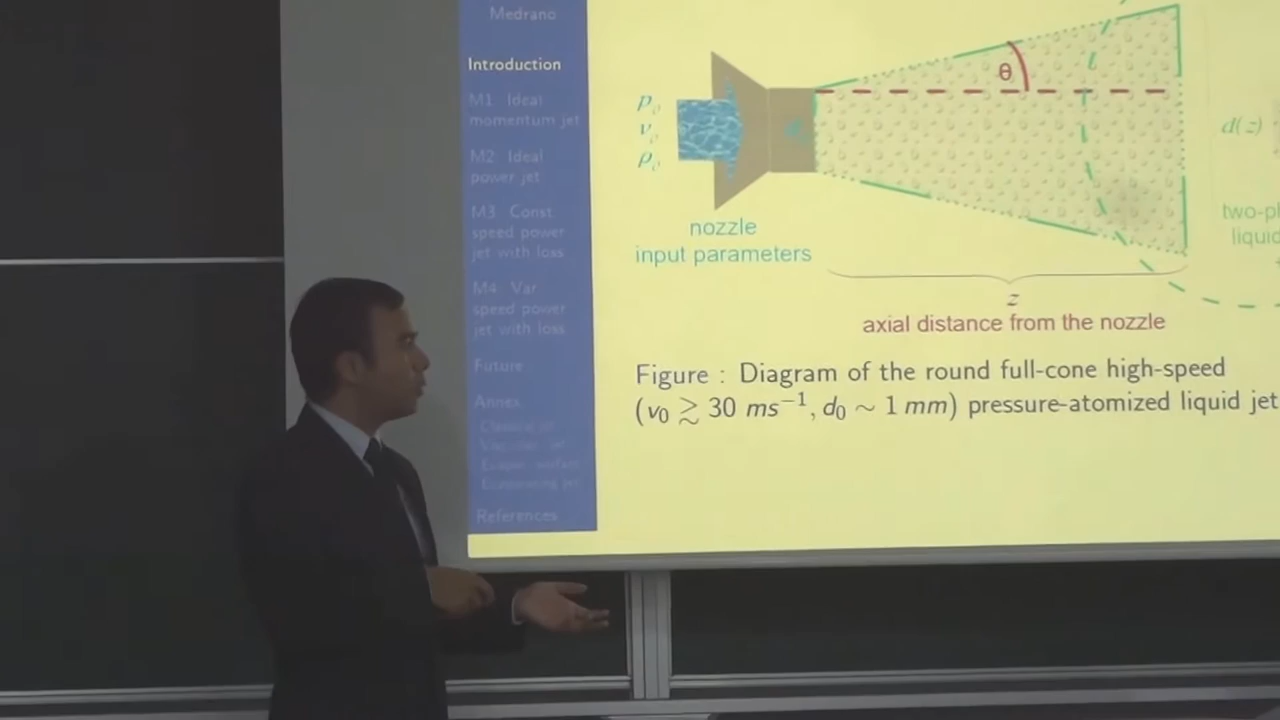 Medrano
Introduction
M1 Ideal
momentum jet
M2 Ideal
power jet
M3 Const.
speed power
jet with loss
M4 Var
speed power
jet with loss
Future
Annex
References
p₀
v₀
ρ₀
θ
nozzle
input parameters
z
axial distance from the nozzle
d(z)
two-p
liquid
Figure : Diagram of the round full-cone high-speed
(v₀ ≳ 30 ms⁻¹, d₀ ∼ 1 mm) pressure-atomized liquid jet